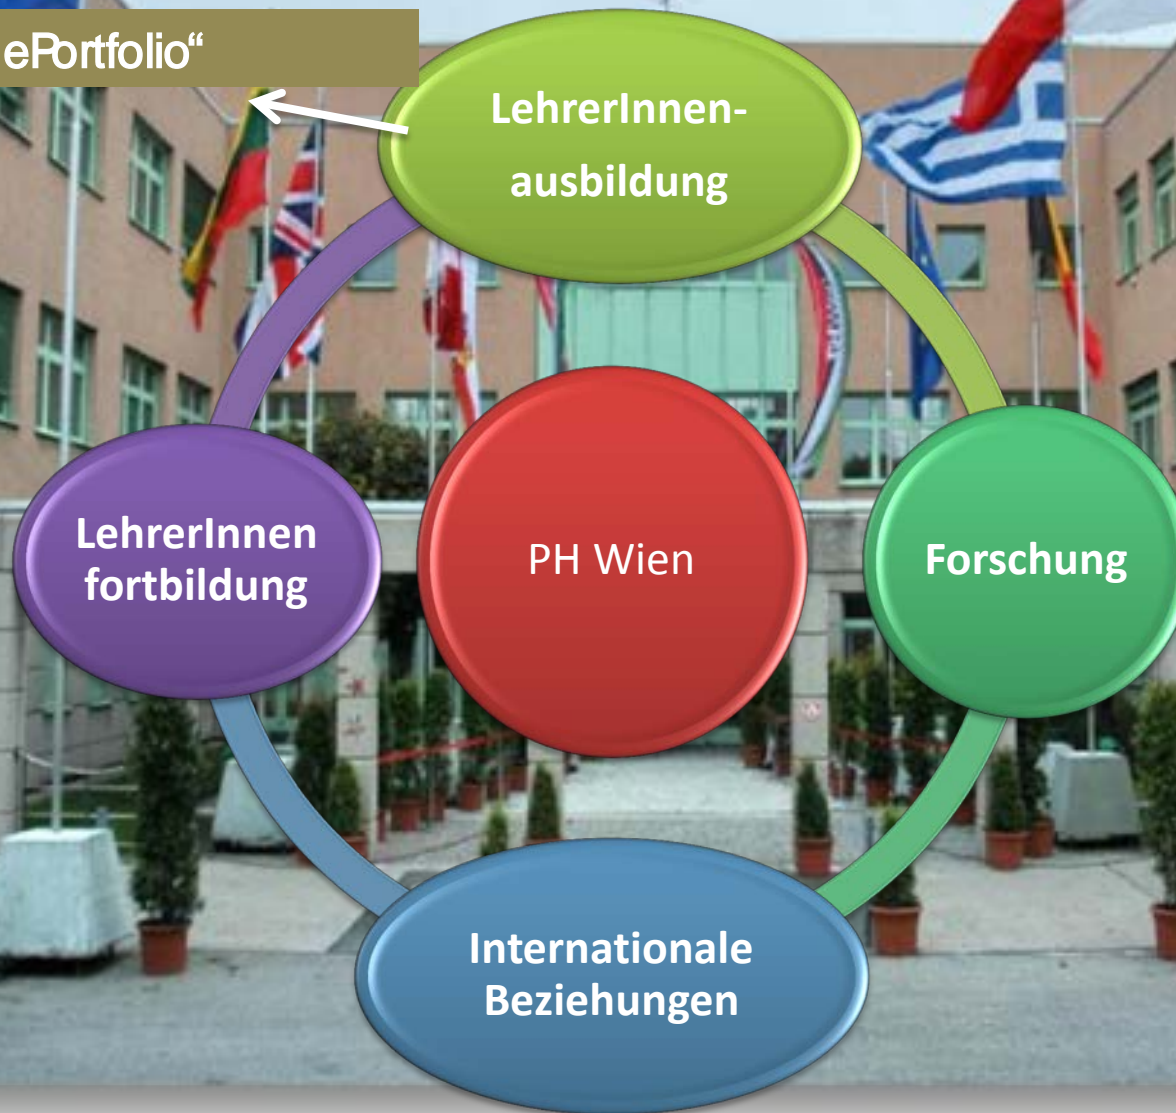 ePortfolio“
LehrerInnen-
ausbildung
LehrerInnen
fortbildung
PH Wien
Forschung
Internationale
Beziehungen